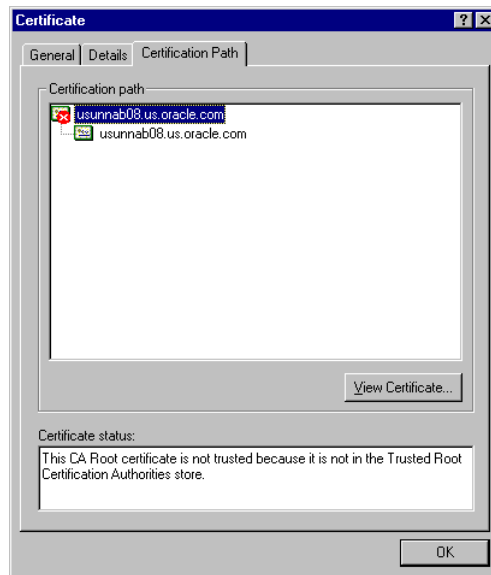 Certificate
General Details Certification Path
Certification path
usunnab08.us.oracle.com
usunnab08.us.oracle.com
View Certificate...
Certificate status:
This CA Root certificate is not trusted because it is not in the Trusted Root
Certification Authorities store.
OK